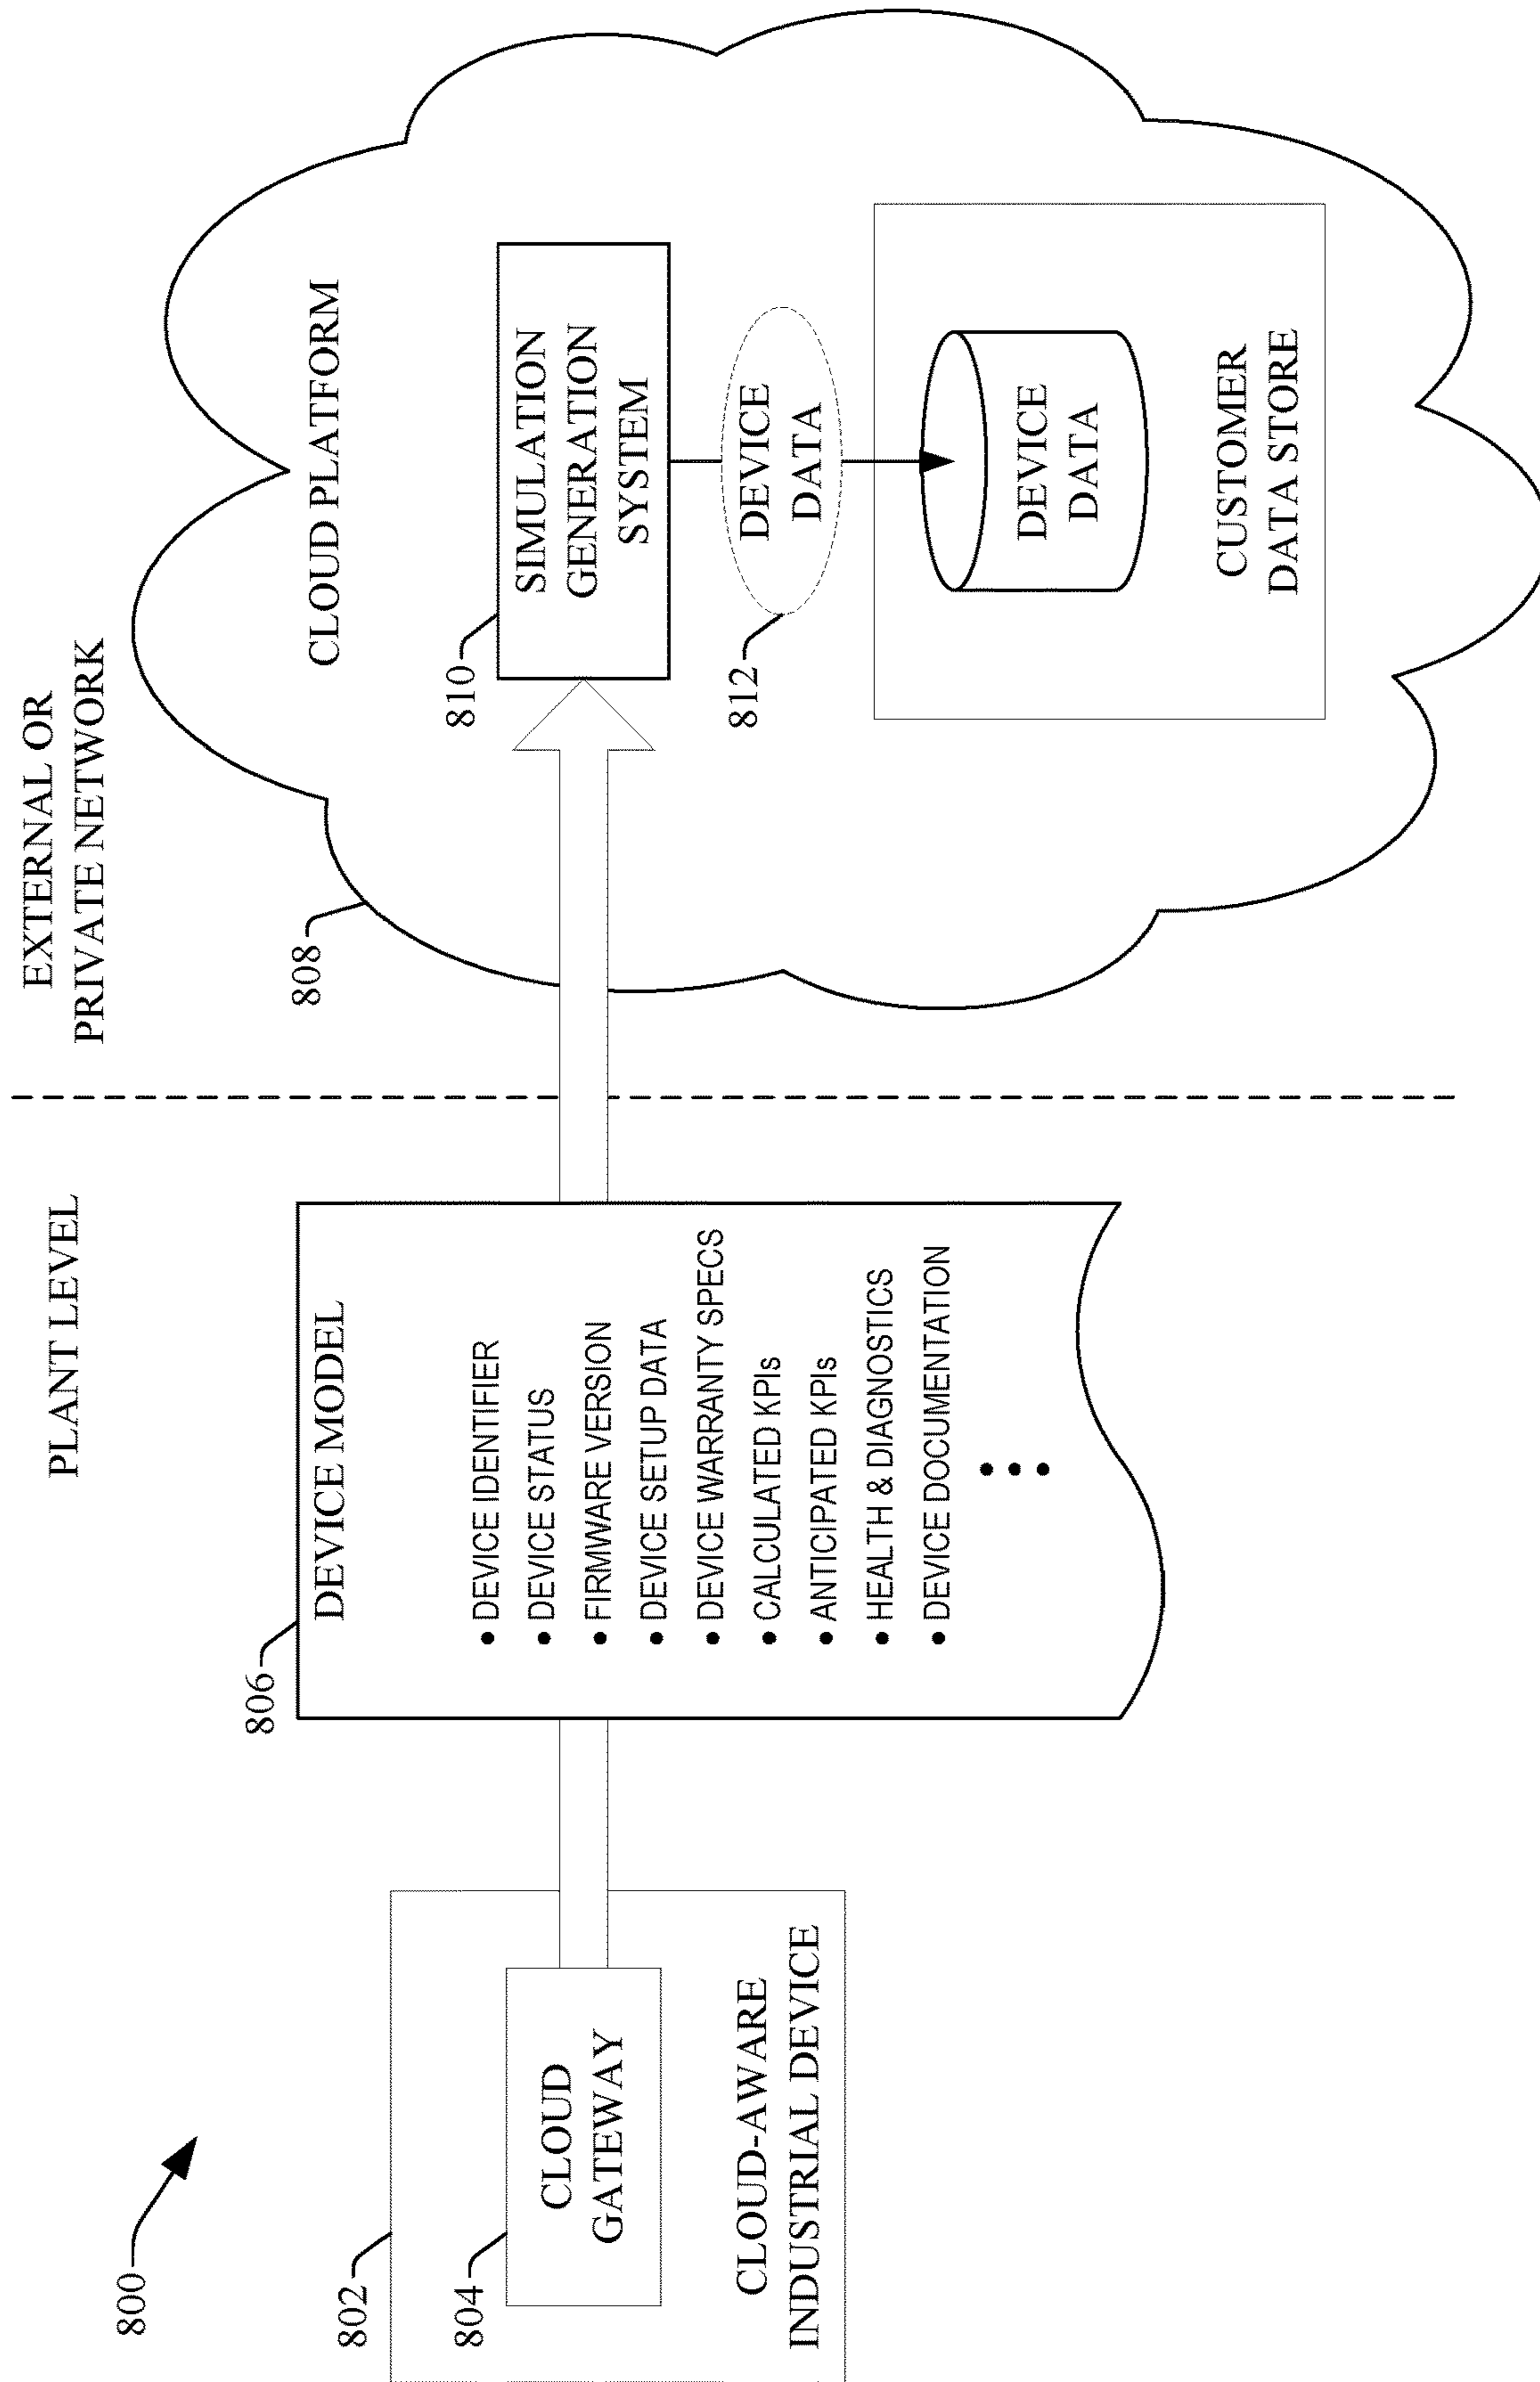 800
PLANT LEVEL
EXTERNAL OR
PRIVATE NETWORK
802
804
CLOUD
GATEWAY
CLOUD-AWARE
INDUSTRIAL DEVICE
806
DEVICE MODEL
• DEVICE IDENTIFIER
• DEVICE STATUS
• FIRMWARE VERSION
• DEVICE SETUP DATA
• DEVICE WARRANTY SPECS
• CALCULATED KPIs
• ANTICIPATED KPIs
• HEALTH & DIAGNOSTICS
• DEVICE DOCUMENTATION
808
CLOUD PLATFORM
810
SIMULATION
GENERATION
SYSTEM
812
DEVICE
DATA
DEVICE
DATA
CUSTOMER
DATA STORE